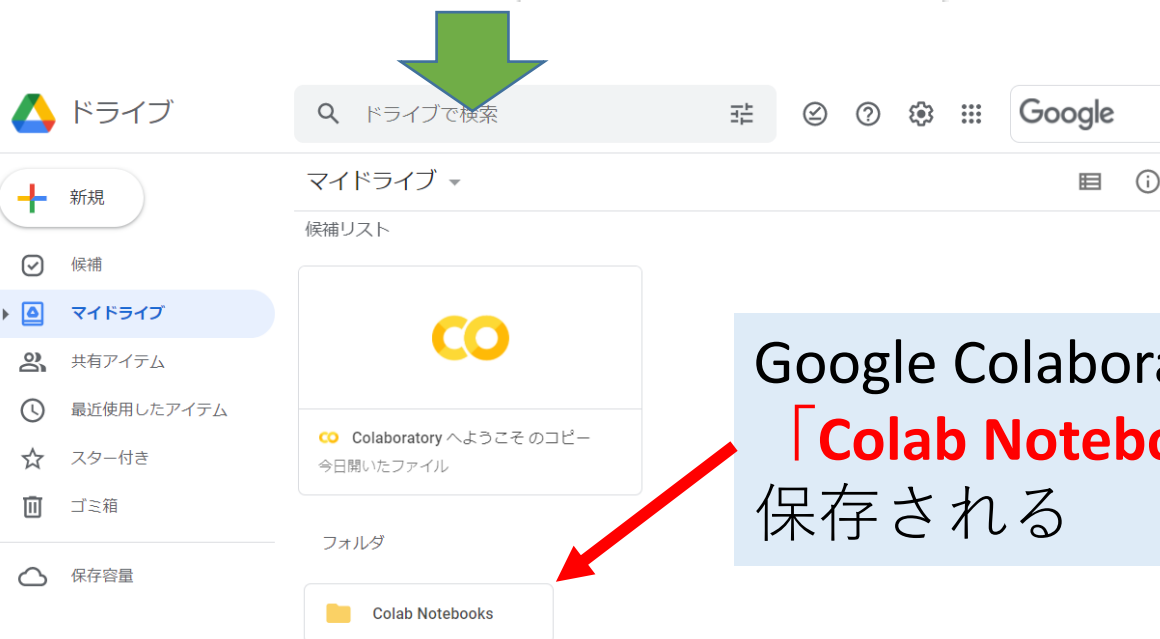 ドライブ
ドライブで検索
Google
新規
マイドライブ
候補リスト
候補
マイドライブ
共有アイテム
最近使用したアイテム
スター付き
ゴミ箱
保存容量
Colaboratory へようこそ のコピー
今日開いたファイル
フォルダ
Colab Notebooks
Google Colabora
「Colab Notebo
保存される